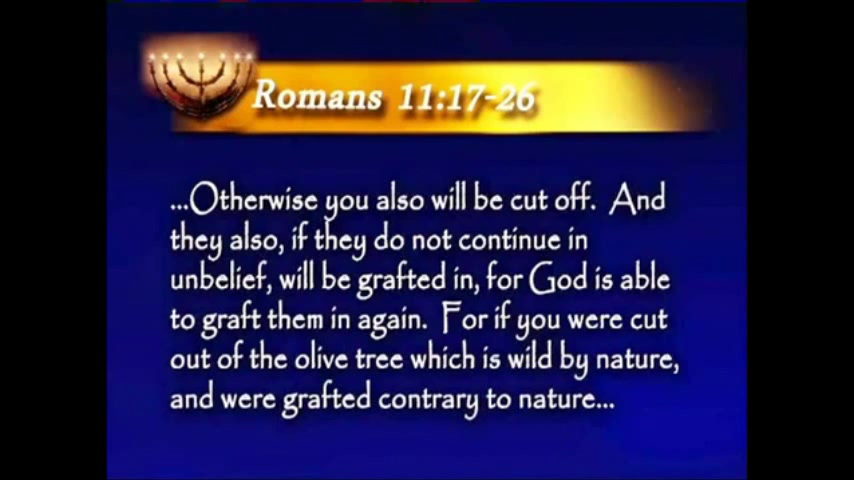 Romans 11:17-26
...Otherwise you also will be cut off. And
they also, if they do not continue in
unbelief, will be grafted in, for God is able
to graft them in again. For if you were cut
out of the olive tree which is wild by nature,
and were grafted contrary to nature...